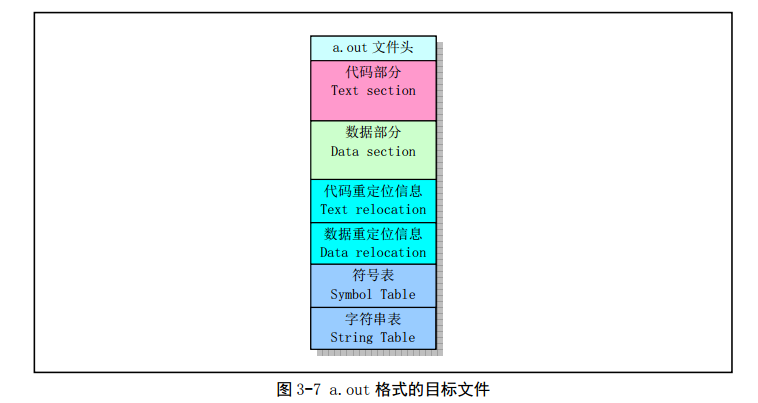 a.out 文件头
代码部分
Text section
数据部分
Data section
代码重定位信息
Text relocation
数据重定位信息
Data relocation
符号表
Symbol Table
字符串表
String Table
图 3-7 a.out 格式的目标文件